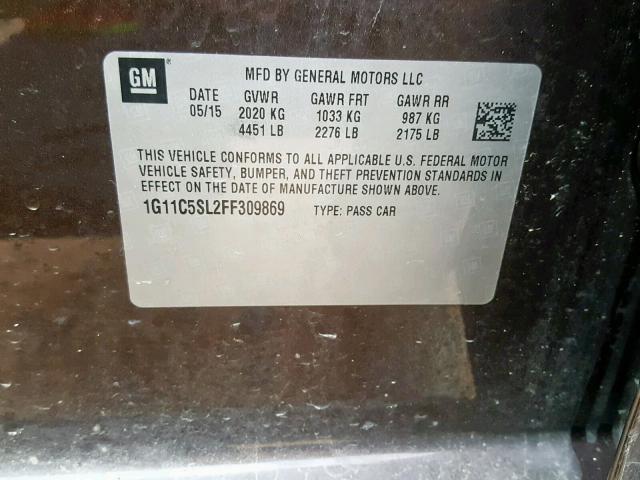 GM MFD BY GENERAL MOTORS LLC
DATE GVWR GAWR FRT GAWR RR
05/15 2020 KG 1033 KG 987 KG
4451 LB 2276 LB 2175 LB
THIS VEHICLE CONFORMS TO ALL APPLICABLE U.S. FEDERAL MOTOR
VEHICLE SAFETY, BUMPER, AND THEFT PREVENTION STANDARDS IN
EFFECT ON THE DATE OF MANUFACTURE SHOWN ABOVE.
1G11C5SL2FF309869 TYPE: PASS CAR